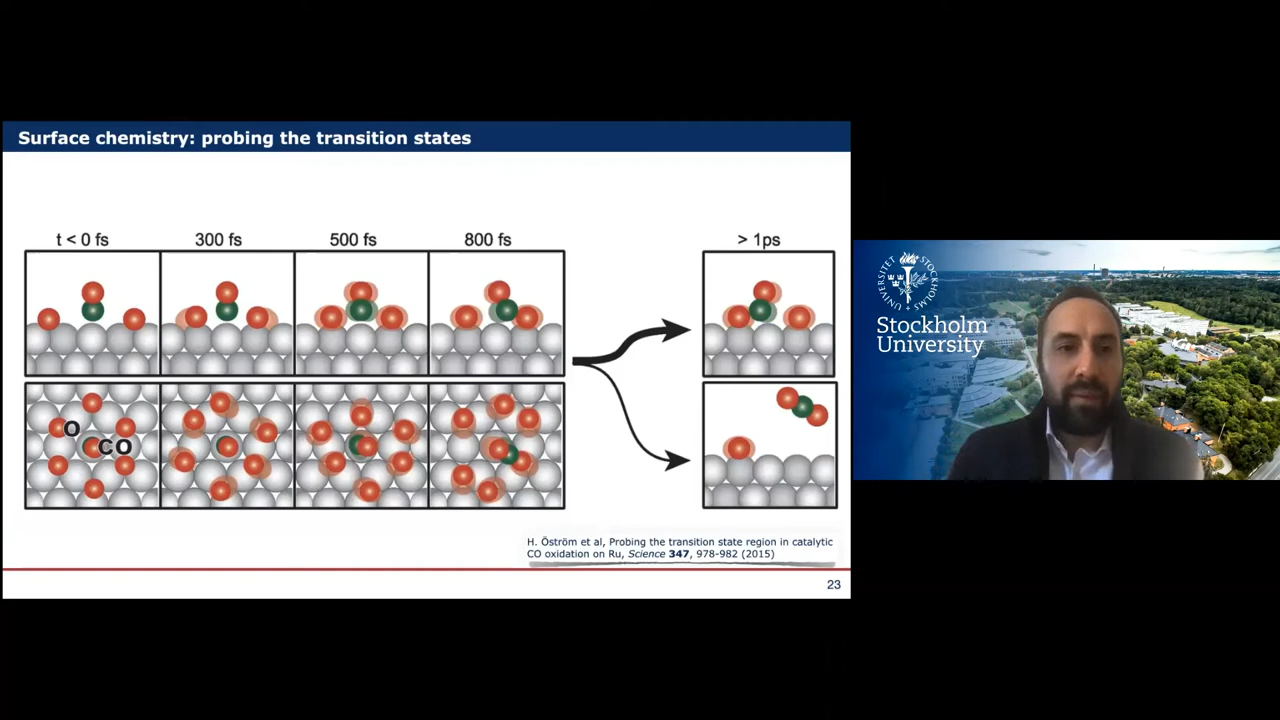 Surface chemistry: probing the transition states
t < 0 fs
300 fs
500 fs
800 fs
> 1ps
O
CO
H. Öström et al, Probing the transition state region in catalytic
CO oxidation on Ru, Science 347, 978-982 (2015)
23
STOCKHOLMS
UNIVERSITET
Stockholm
University